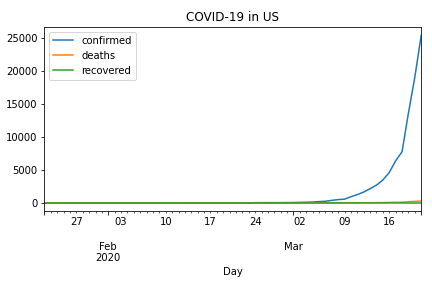 COVID-19 in US
confirmed
deaths
recovered
25000
20000
15000
10000
5000
0
27 03 10 17 24 02 09 16
Feb Mar
2020
Day